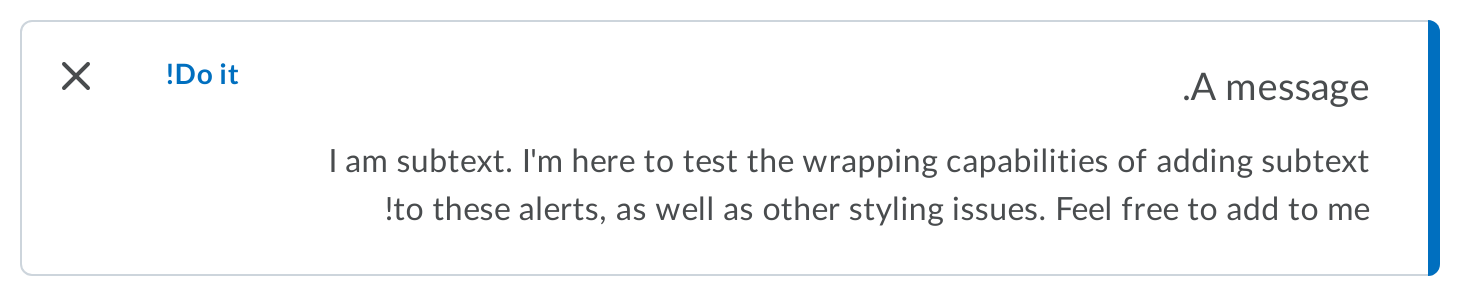 .A message
!Do it
I am subtext. I'm here to test the wrapping capabilities of adding subtext
!to these alerts, as well as other styling issues. Feel free to add to me